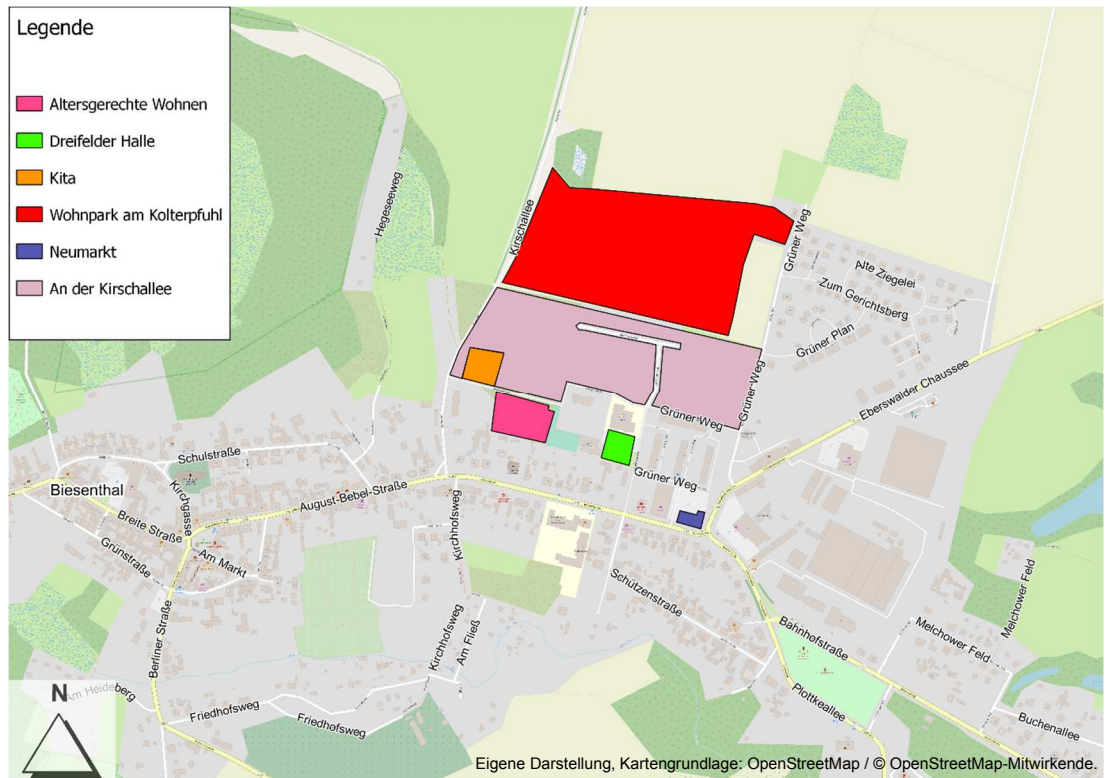 Legende
Altersgerechte Wohnen
Dreifelder Halle
Kita
Wohnpark am Kolterpfuhl
Neumarkt
An der Kirschallee
Hegeseeweg
Kirschallee
Grüner Weg
Alte Ziegelei
Zum Gerichtsberg
Grüner Plan
Eberswalder Chaussee
Grüner Weg
Grüner Weg
Grüner Weg
Schulstraße
Biesenthal
Kirchgasse
August-Bebel-Straße
Breite Straße
Grünstraße
Am Markt
Kirchhofsweg
Schützenstraße
Berliner Straße
Kirchhofsweg
Am Fließ
Bahnhofstraße
Melchower Feld
Melchower Feld
Plottkeallee
Buchenallee
N
Am Heideberg
Friedhofsweg
Friedhofsweg
Eigene Darstellung, Kartengrundlage: OpenStreetMap / © OpenStreetMap-Mitwirkende.